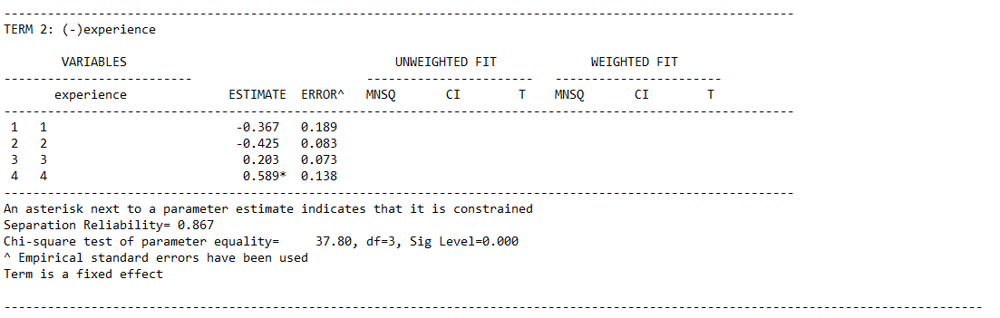 --------------------------------------------------------------------------------------------------------------
TERM 2: (-)experience
VARIABLES                                     UNWEIGHTED FIT             WEIGHTED FIT
--------------------------                        -----------------------   -----------------------
experience              ESTIMATE  ERROR^   MNSQ       CI        T    MNSQ       CI        T
--------------------------------------------------------------------------------------------------------------
1   1                          -0.367   0.189
2   2                          -0.425   0.083
3   3                           0.203   0.073
4   4                           0.589*  0.138
--------------------------------------------------------------------------------------------------------------
An asterisk next to a parameter estimate indicates that it is constrained
Separation Reliability= 0.867
Chi-square test of parameter equality=     37.80, df=3, Sig Level=0.000
^ Empirical standard errors have been used
Term is a fixed effect
---------------------------------------------------------------------------------------------------------------------------------------